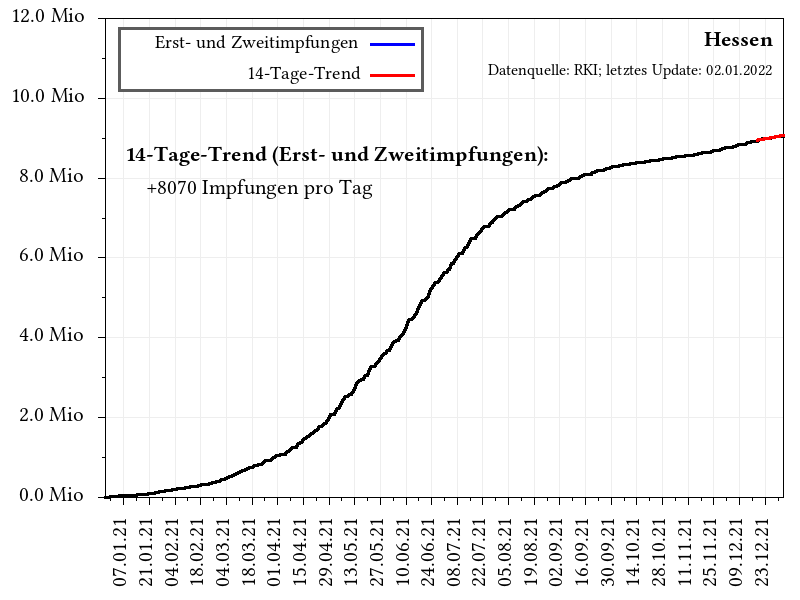 12.0 Mio
10.0 Mio
8.0 Mio
6.0 Mio
4.0 Mio
2.0 Mio
0.0 Mio
Erst- und Zweitimpfungen
14-Tage-Trend
Hessen
Datenquelle: RKI; letztes Update: 02.01.2022
14-Tage-Trend (Erst- und Zweitimpfungen):
+8070 Impfungen pro Tag
07.01.21
21.01.21
04.02.21
18.02.21
04.03.21
18.03.21
01.04.21
15.04.21
29.04.21
13.05.21
27.05.21
10.06.21
24.06.21
08.07.21
22.07.21
05.08.21
19.08.21
02.09.21
16.09.21
30.09.21
14.10.21
28.10.21
11.11.21
25.11.21
09.12.21
23.12.21